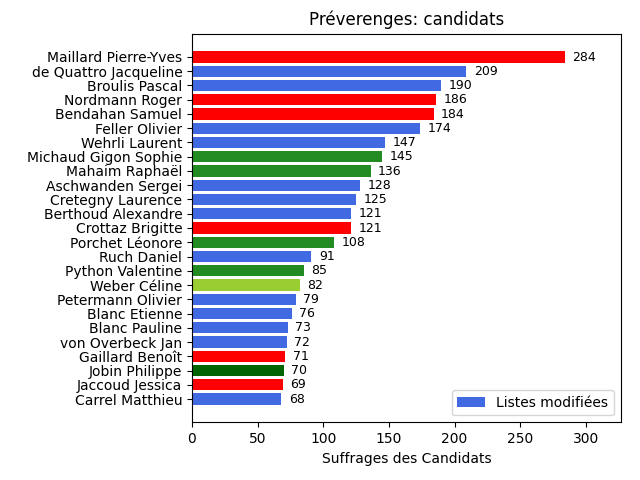 Préverenges: candidats
Maillard Pierre-Yves 284
de Quattro Jacqueline 209
Broulis Pascal 190
Nordmann Roger 186
Bendahan Samuel 184
Feller Olivier 174
Wehrli Laurent 147
Michaud Gigon Sophie 145
Mahaim Raphaël 136
Aschwanden Sergei 128
Cretegny Laurence 125
Berthoud Alexandre 121
Crottaz Brigitte 121
Porchet Léonore 108
Ruch Daniel 91
Python Valentine 85
Weber Céline 82
Petermann Olivier 79
Blanc Etienne 76
Blanc Pauline 73
von Overbeck Jan 72
Gaillard Benoît 71
Jobin Philippe 70
Jaccoud Jessica 69
Carrel Matthieu 68
Listes modifiées
0 50 100 150 200 250 300
Suffrages des Candidats